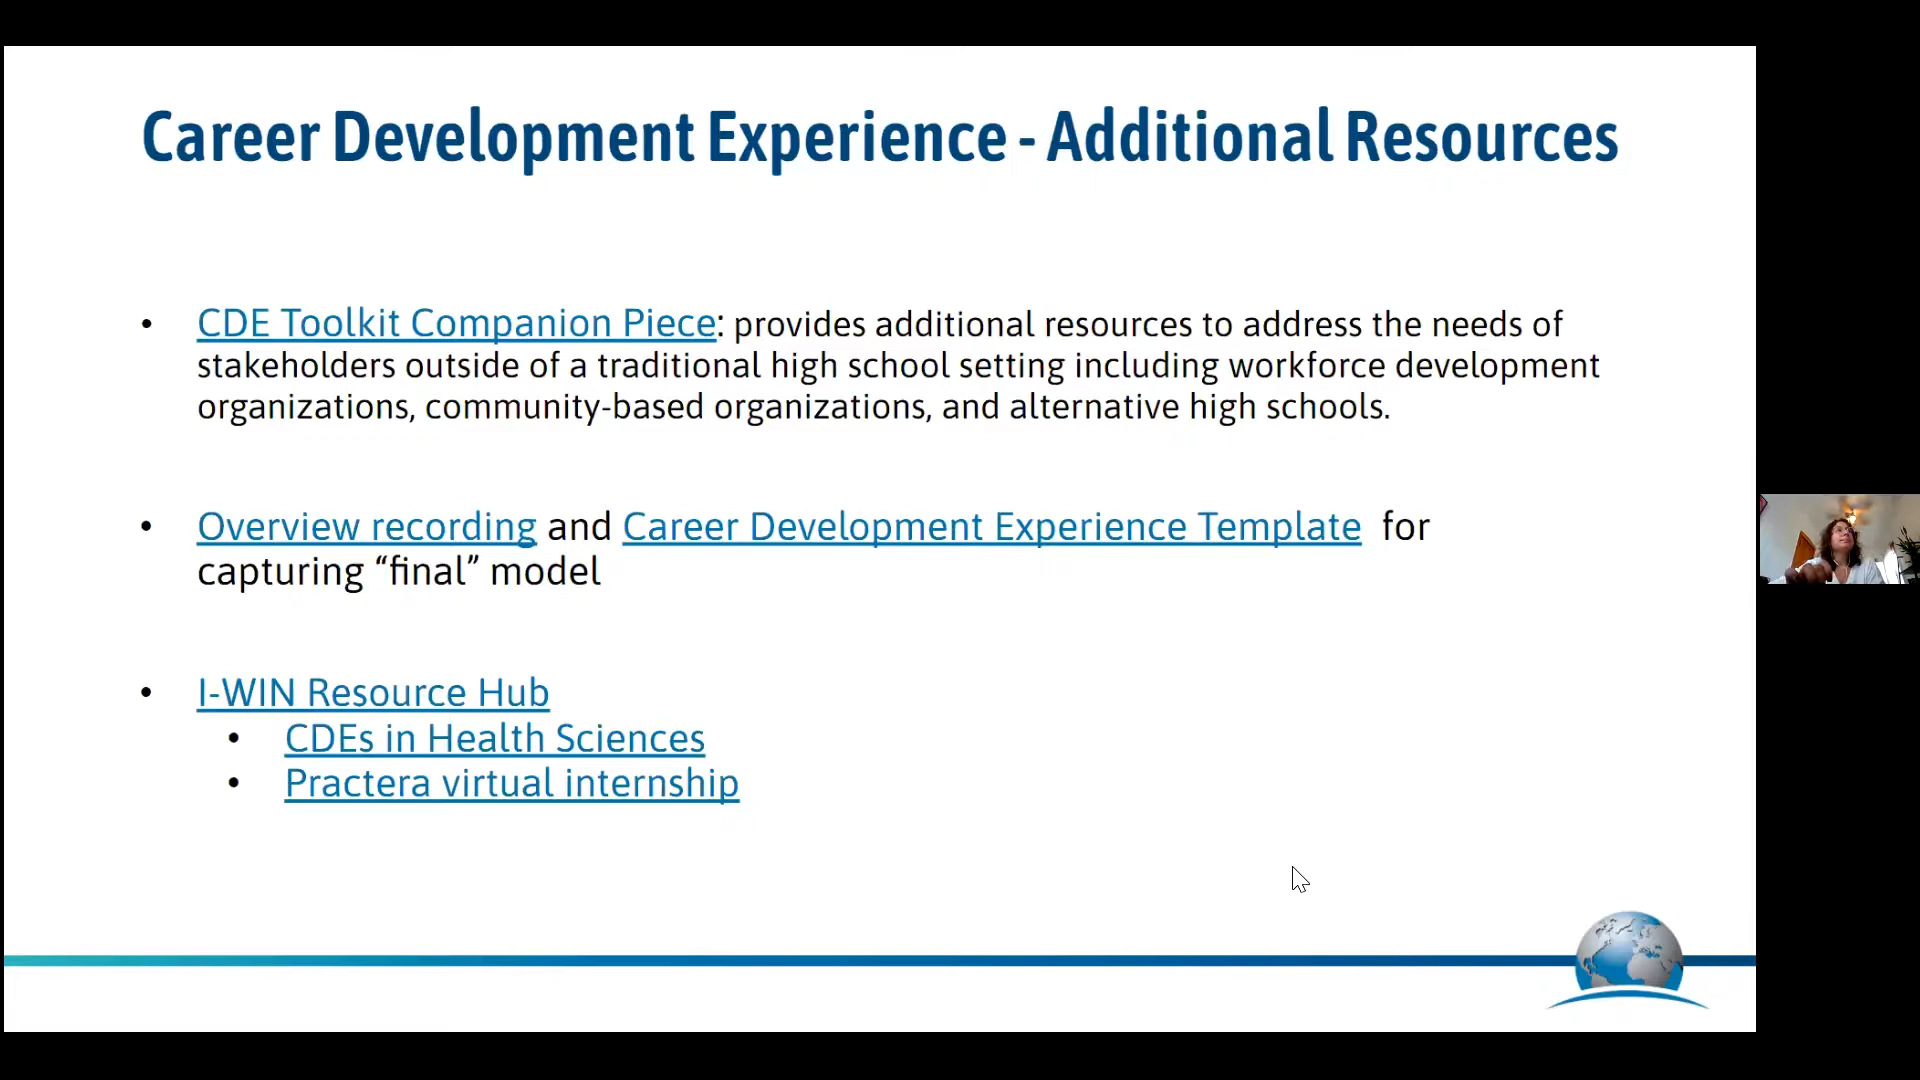 Career Development Experience - Additional Resources
• CDE Toolkit Companion Piece: provides additional resources to address the needs of
stakeholders outside of a traditional high school setting including workforce development
organizations, community-based organizations, and alternative high schools.
• Overview recording and Career Development Experience Template for
capturing “final” model
• I-WIN Resource Hub
• CDEs in Health Sciences
• Practera virtual internship